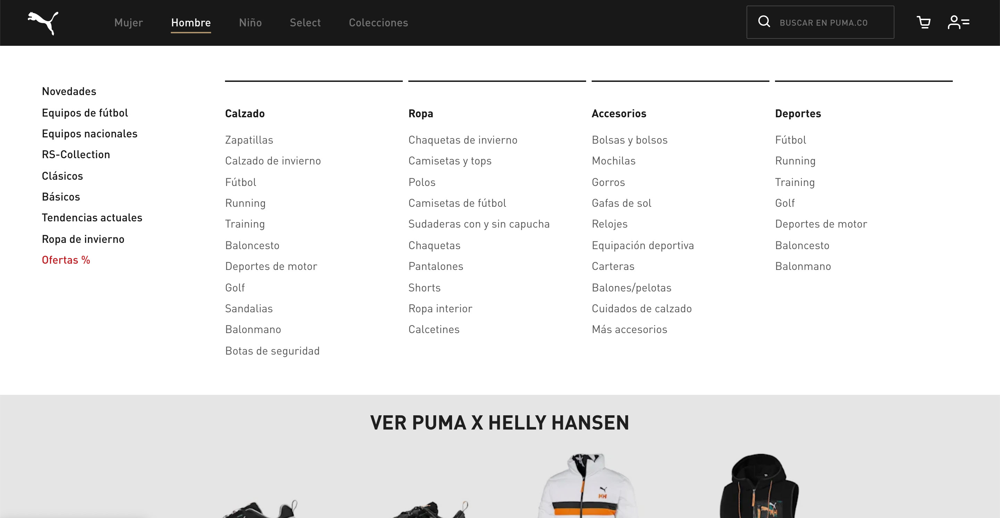 Mujer
Hombre
Niño
Select
Colecciones
BUSCAR EN PUMA.CO
Novedades
Equipos de fútbol
Equipos nacionales
RS-Collection
Clásicos
Básicos
Tendencias actuales
Ropa de invierno
Ofertas %
Calzado
Zapatillas
Calzado de invierno
Fútbol
Running
Training
Baloncesto
Deportes de motor
Golf
Sandalias
Balonmano
Botas de seguridad
Ropa
Chaquetas de invierno
Camisetas y tops
Polos
Camisetas de fútbol
Sudaderas con y sin capucha
Chaquetas
Pantalones
Shorts
Ropa interior
Calcetines
Accesorios
Bolsas y bolsos
Mochilas
Gorros
Gafas de sol
Relojes
Equipación deportiva
Carteras
Balones/pelotas
Cuidados de calzado
Más accesorios
Deportes
Fútbol
Running
Training
Golf
Deportes de motor
Baloncesto
Balonmano
VER PUMA X HELLY HANSEN
HH